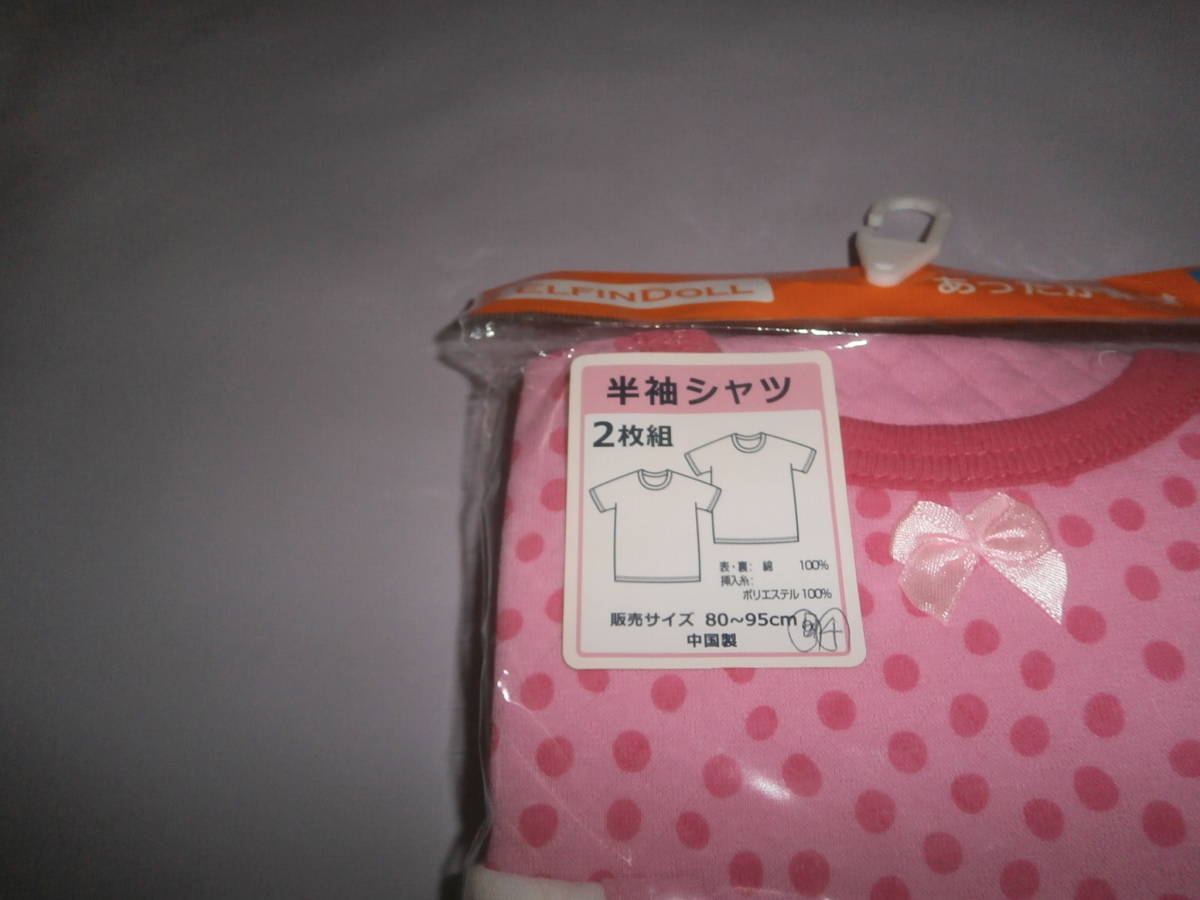 ELFINDOLL
半袖シャツ
2枚組
表・裏: 綿 100%
挿入糸:
ポリエステル100%
販売サイズ 80~95cm
中国製